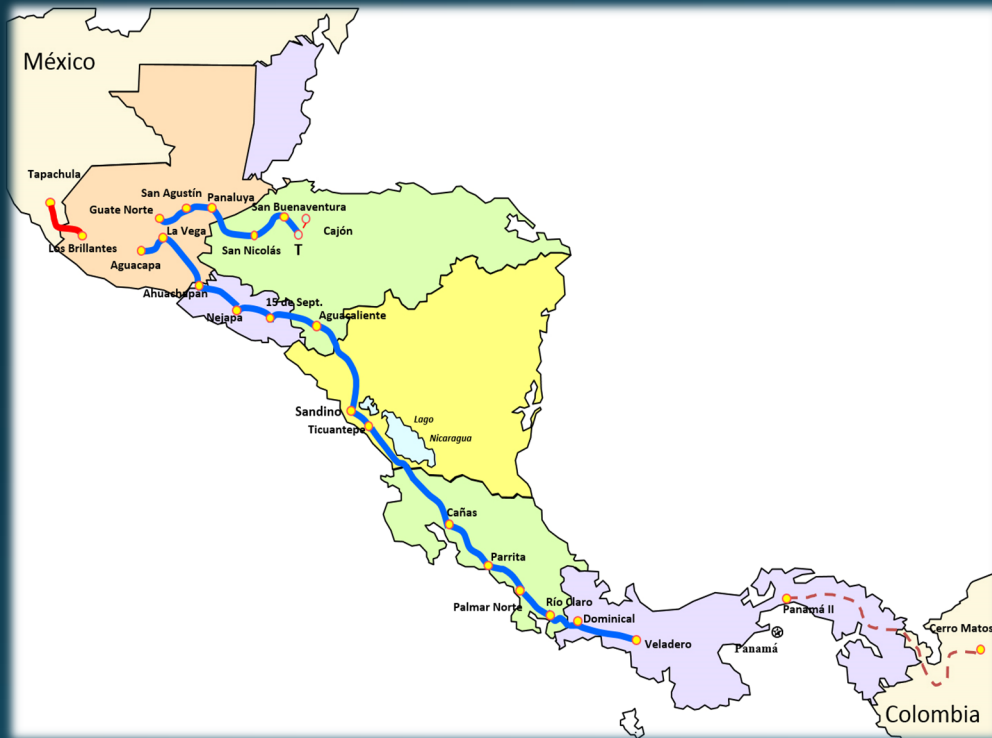 México
Tapachula
San Agustín
Panaluya
Guate Norte
San Buenaventura
La Vega
Cajón
Los Brillantes
San Nicolás
T
Aguacapa
Ahuachapan
15 de Sept.
Nejapa
Aguacaliente
Sandino
Lago
Ticuantepe
Nicaragua
Cañas
Parrita
Palmar Norte
Río Claro
Panamá II
Dominical
Cerro Matos
Veladero
Panamá
Colombia